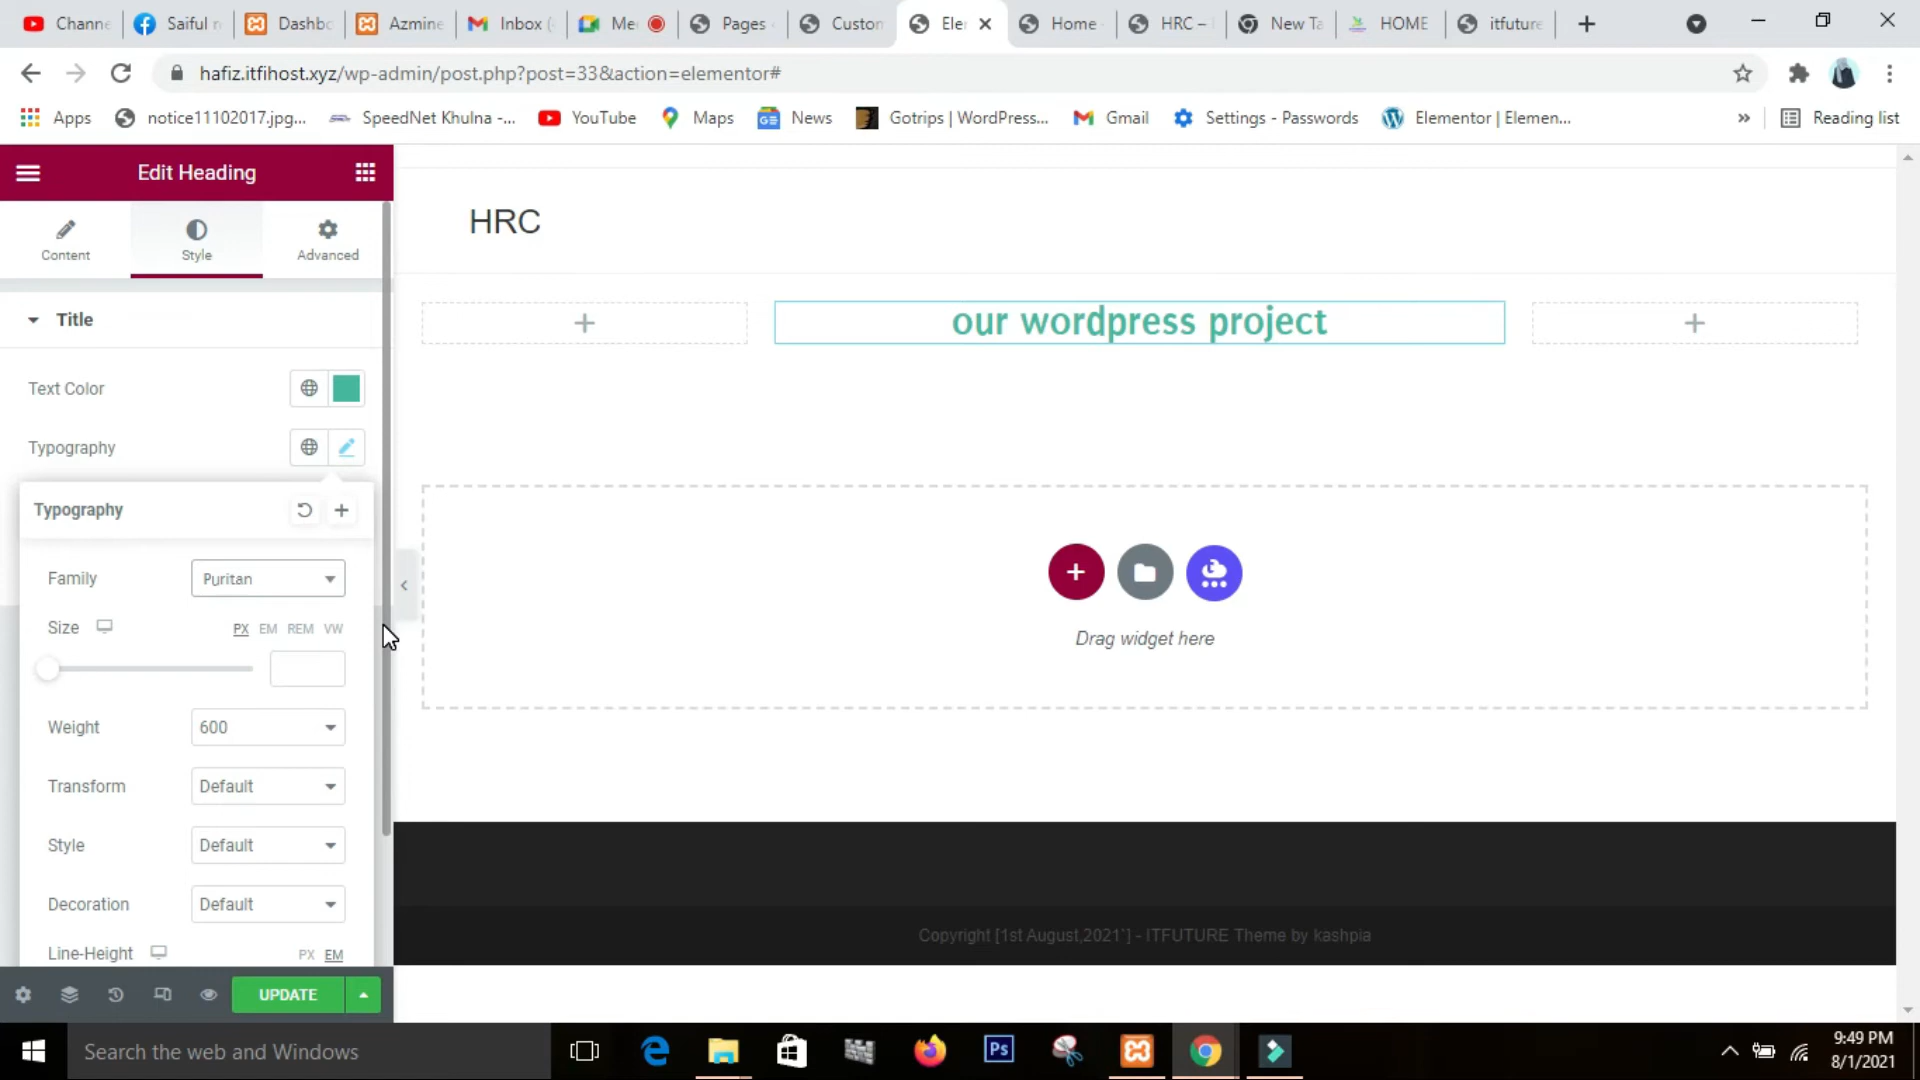 Channe
Saiful r
Dashbo
Azmine
Inbox (
Me
Pages
Custon
Ele
Home
HRC –
New Ta
HOME
itfuture
hafiz.itfihost.xyz/wp-admin/post.php?post=33&action=elementor#
Apps
notice11102017.jpg...
SpeedNet Khulna -...
YouTube
Maps
News
Gotrips | WordPress...
Gmail
Settings - Passwords
Elementor | Elemen...
»
Reading list
Edit Heading
Content
Style
Advanced
Title
Text Color
Typography
Typography
Family
Puritan
Size
PX EM REM VW
Weight
600
Transform
Default
Style
Default
Decoration
Default
Line-Height
PX EM
UPDATE
HRC
our wordpress project
Drag widget here
Copyright [1st August,2021`] - ITFUTURE Theme by kashpia
Search the web and Windows
Ps
9:49 PM
8/1/2021